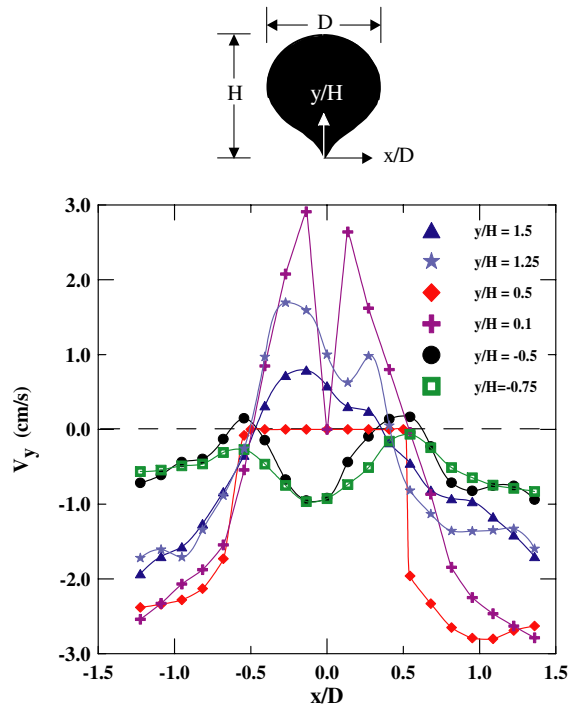 D
H
y/H
x/D
3.0
2.0
1.0
0.0
-1.0
-2.0
-3.0
V_y (cm/s)
y/H = 1.5
y/H = 1.25
y/H = 0.5
y/H = 0.1
y/H = -0.5
y/H=-0.75
-1.5
-1.0
-0.5
0.0
0.5
1.0
1.5
x/D